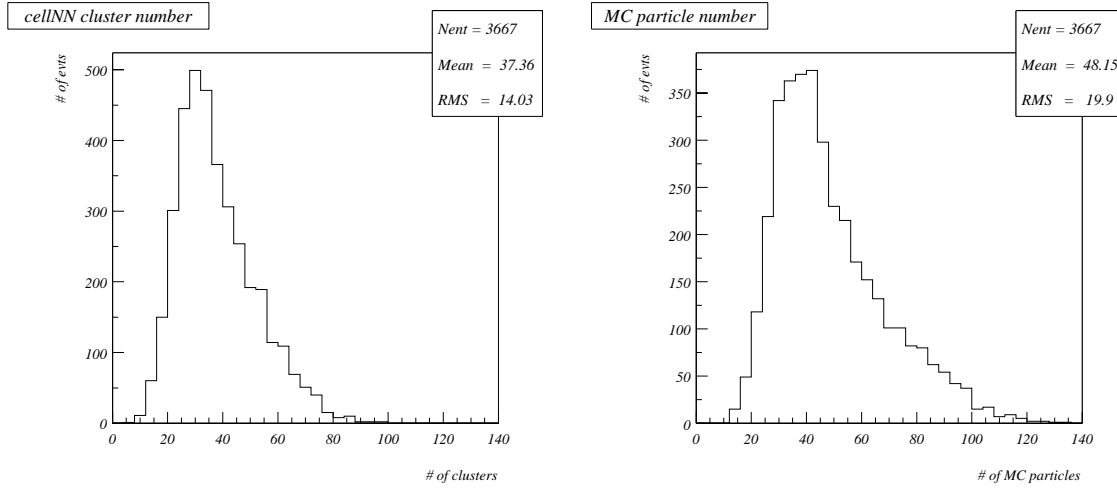 cellNN cluster number
Nent = 3667
Mean = 37.36
RMS = 14.03
# of evts
500
400
300
200
100
0
0 20 40 60 80 100 120 140
# of clusters
MC particle number
Nent = 3667
Mean = 48.15
RMS = 19.9
# of evts
350
300
250
200
150
100
50
0
0 20 40 60 80 100 120 140
# of MC particles